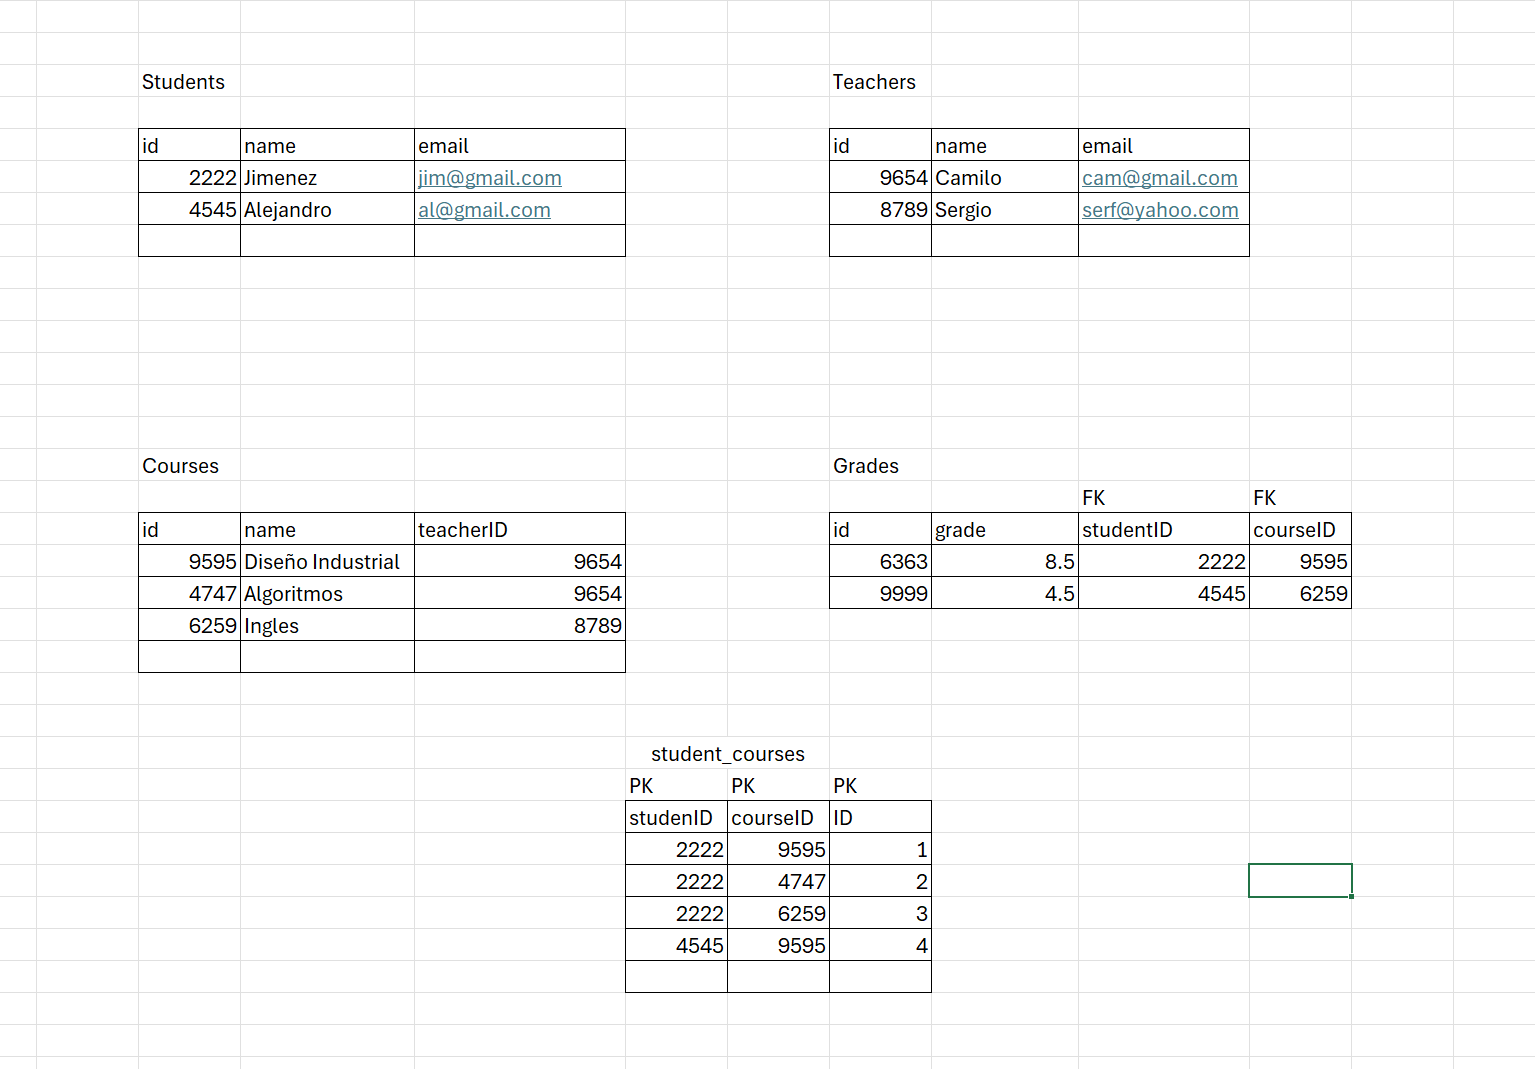 Students
id name email
2222 Jimenez jim@gmail.com
4545 Alejandro al@gmail.com
Teachers
id name email
9654 Camilo cam@gmail.com
8789 Sergio serf@yahoo.com
Courses
id name teacherID
9595 Diseño Industrial 9654
4747 Algoritmos 9654
6259 Ingles 8789
Grades
FK FK
id grade studentID courseID
6363 8.5 2222 9595
9999 4.5 4545 6259
student_courses
PK PK PK
studenID courseID ID
2222 9595 1
2222 4747 2
2222 6259 3
4545 9595 4